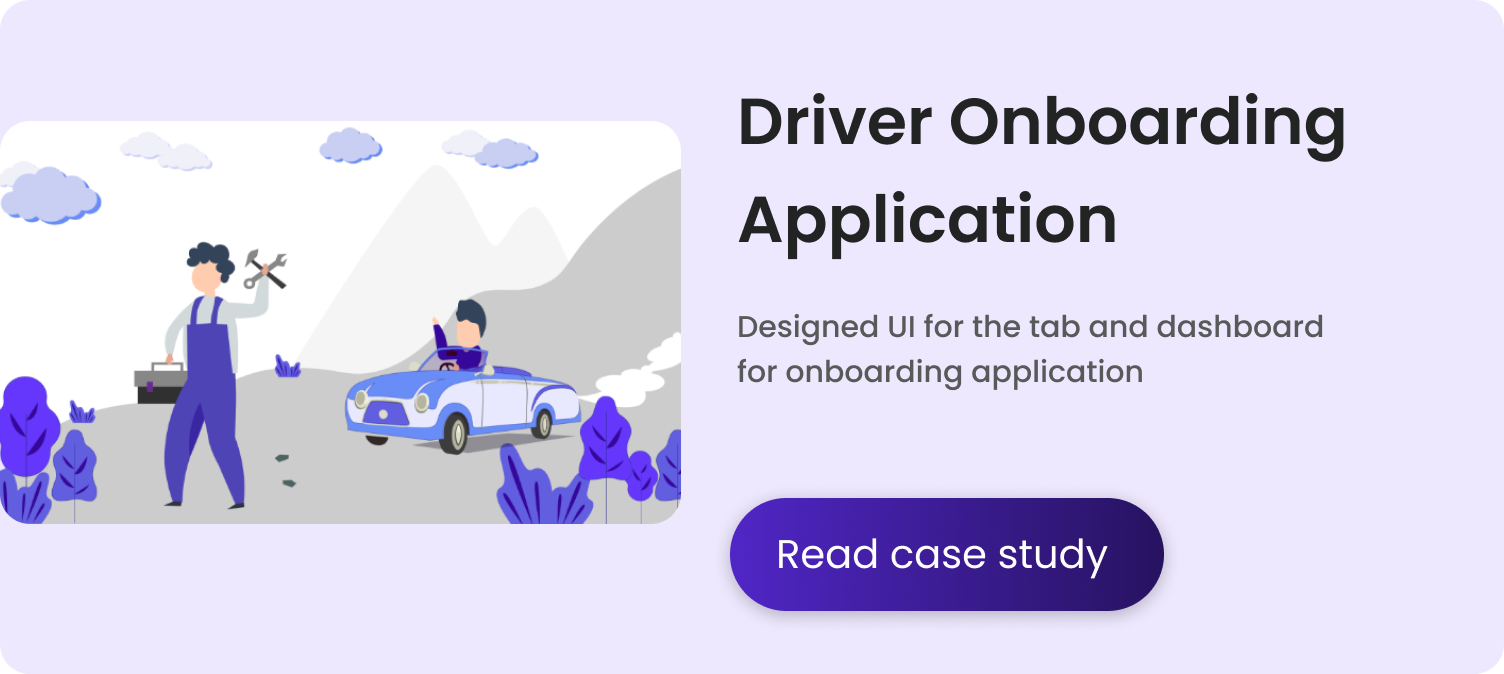 Driver Onboarding
Application
Designed UI for the tab and dashboard
for onboarding application
Read case study